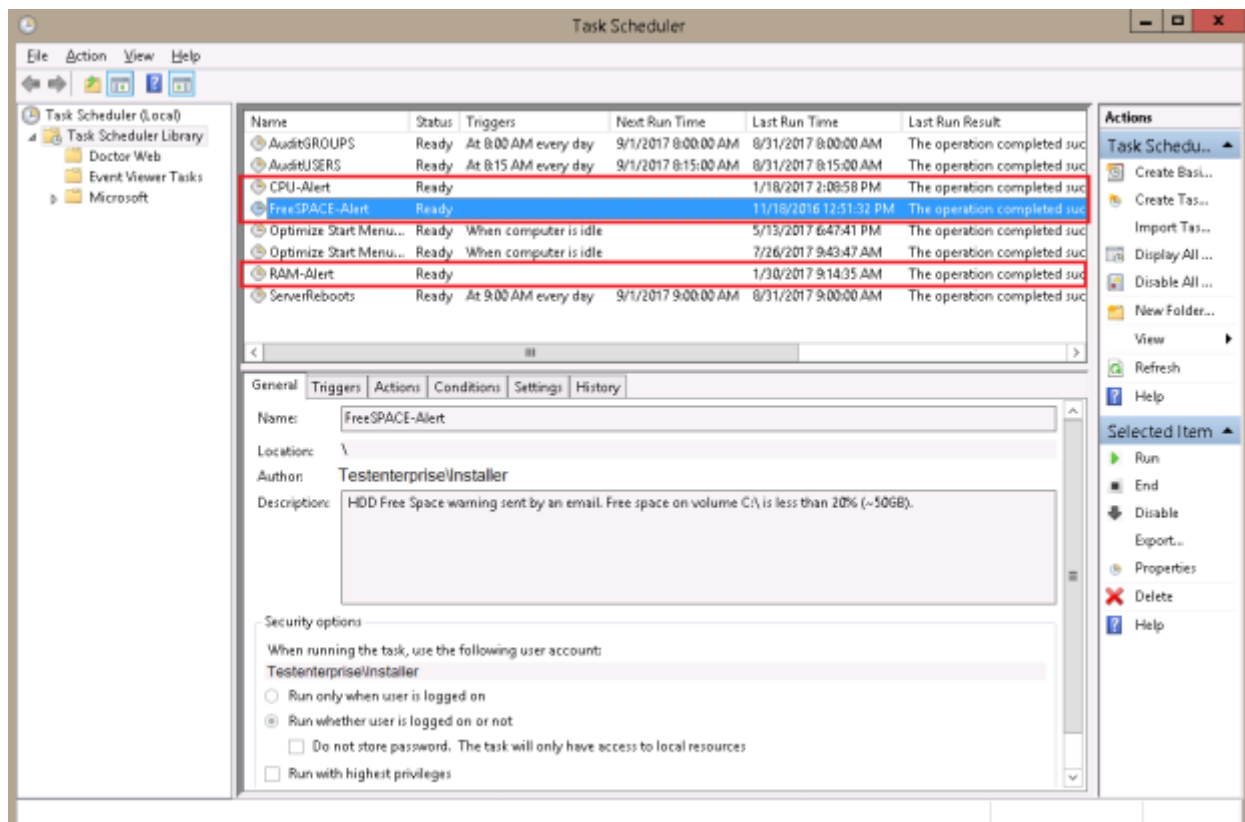 Task Scheduler
File Action View Help
Task Scheduler (Local)
Task Scheduler Library
Doctor Web
Event Viewer Tasks
Microsoft
Name Status Triggers Next Run Time Last Run Time Last Run Result
AuditGROUPS Ready At 8:00 AM every day 9/1/2017 8:00:00 AM 8/31/2017 8:00:00 AM The operation completed suc
AuditUSERS Ready At 8:15 AM every day 9/1/2017 8:15:00 AM 8/31/2017 8:15:00 AM The operation completed suc
CPU-Alert Ready 1/18/2017 2:08:58 PM The operation completed suc
FreeSPACE-Alert Ready 11/18/2016 12:51:32 PM The operation completed suc
Optimize Start Menu... Ready When computer is idle 5/13/2017 6:47:41 PM The operation completed suc
Optimize Start Menu... Ready When computer is idle 7/26/2017 9:43:47 AM The operation completed suc
RAM-Alert Ready 1/30/2017 9:14:35 AM The operation completed suc
ServerReboots Ready At 9:00 AM every day 9/1/2017 9:00:00 AM 8/31/2017 9:00:00 AM The operation completed suc
General Triggers Actions Conditions Settings History
Name: FreeSPACE-Alert
Location: \
Author: Testenterprise\Installer
Description: HDD Free Space warning sent by an email. Free space on volume C:\ is less than 20% (~50GB).
Security options
When running the task, use the following user account:
Testenterprise\Installer
Run only when user is logged on
Run whether user is logged on or not
Do not store password. The task will only have access to local resources
Run with highest privileges
Actions
Task Schedu...
Create Basi...
Create Tas...
Import Tas...
Display All ...
Disable All ...
New Folder...
View
Refresh
Help
Selected Item
Run
End
Disable
Export...
Properties
Delete
Help